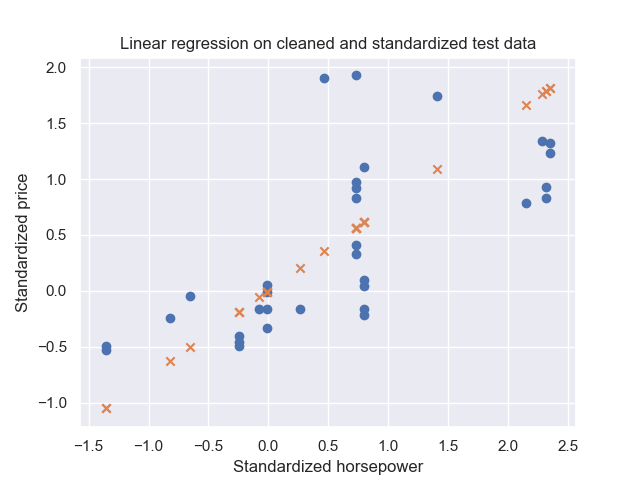 Linear regression on cleaned and standardized test data
2.0
1.5
1.0
0.5
0.0
−0.5
−1.0
Standardized price
−1.5 −1.0 −0.5 0.0 0.5 1.0 1.5 2.0 2.5
Standardized horsepower